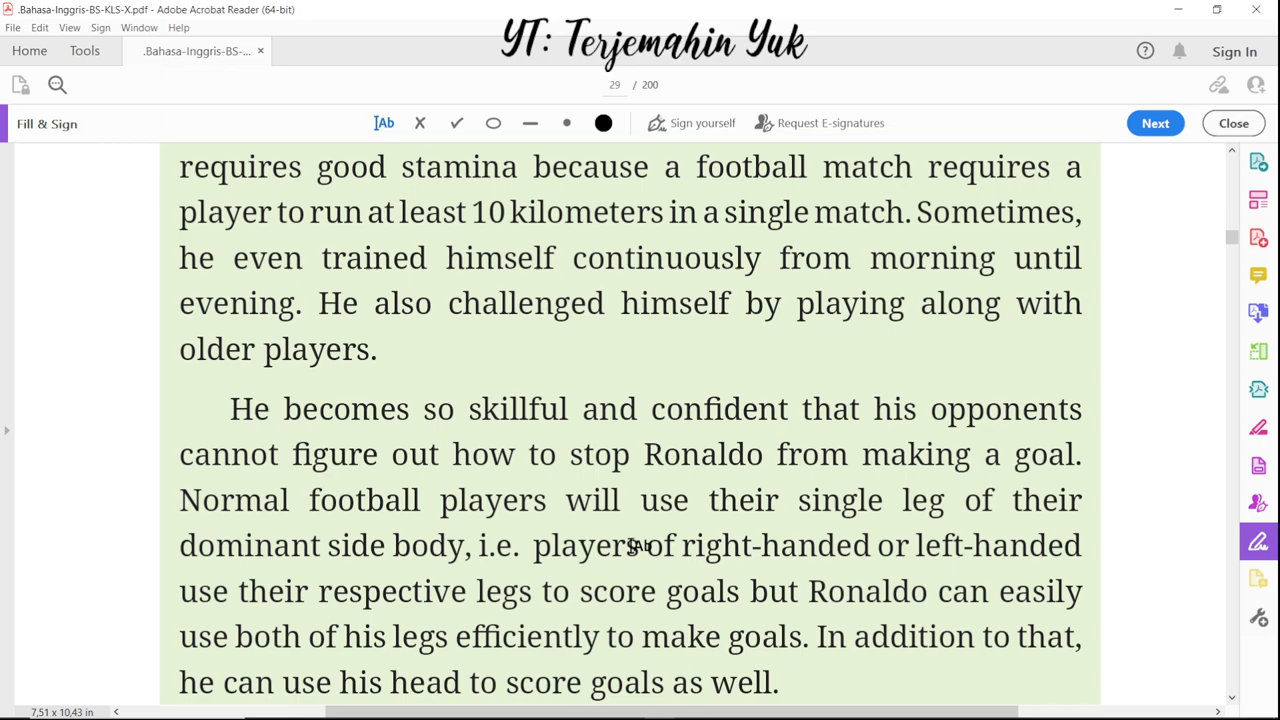 .Bahasa-Inggris-BS-KLS-X.pdf - Adobe Acrobat Reader (64-bit)
File Edit View Sign Window Help
YT: Terjemahin Yuk
Home Tools .Bahasa-Inggris-BS-... × Sign In
29 / 200
Fill & Sign IAb Sign yourself Request E-signatures Next Close
requires good stamina because a football match requires a
player to run at least 10 kilometers in a single match. Sometimes,
he even trained himself continuously from morning until
evening. He also challenged himself by playing along with
older players.
He becomes so skillful and confident that his opponents
cannot figure out how to stop Ronaldo from making a goal.
Normal football players will use their single leg of their
dominant side body, i.e. players of right-handed or left-handed
use their respective legs to score goals but Ronaldo can easily
use both of his legs efficiently to make goals. In addition to that,
he can use his head to score goals as well.
7,51 x 10,43 in